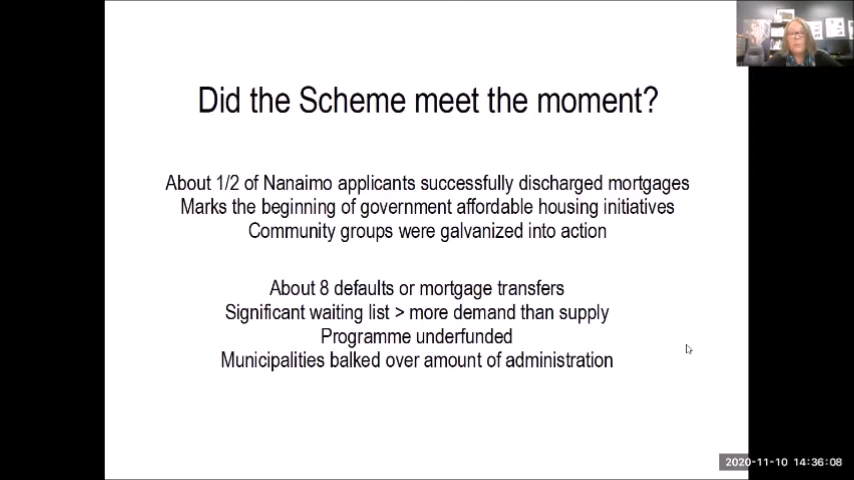 Did the Scheme meet the moment?
About 1/2 of Nanaimo applicants successfully discharged mortgages
Marks the beginning of government affordable housing initiatives
Community groups were galvanized into action
About 8 defaults or mortgage transfers
Significant waiting list > more demand than supply
Programme underfunded
Municipalities balked over amount of administration
2020-11-10 14:36:08